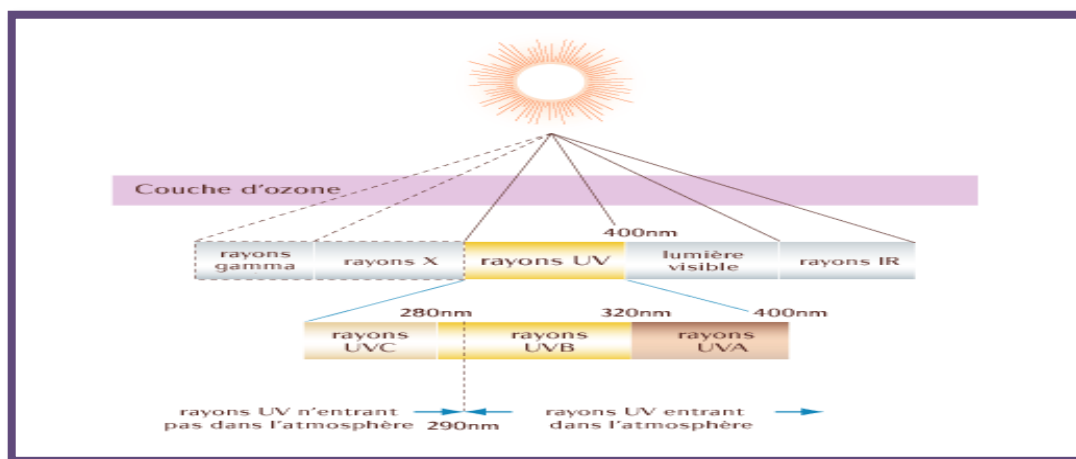 Couche d'ozone
400nm
rayons
gamma
rayons X
rayons UV
lumière
visible
rayons IR
280nm
320nm
400nm
rayons
UVC
rayons
UVB
rayons
UVA
rayons UV n'entrant
pas dans l'atmosphère
290nm
rayons UV entrant
dans l'atmosphère